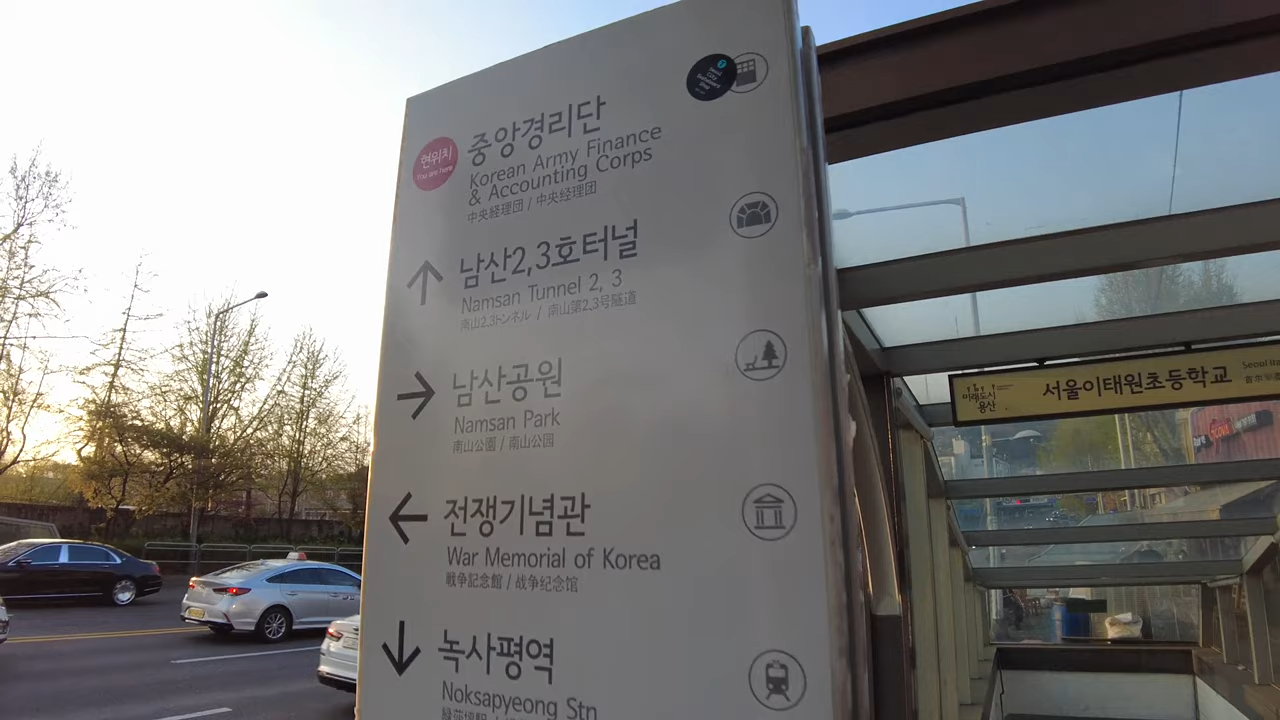 현위치
You are here
중앙경리단
Korean Army Finance
& Accounting Corps
中央経理団 / 中央经理团
남산2,3호터널
Namsan Tunnel 2, 3
南山2,3トンネル / 南山第2,3号隧道
남산공원
Namsan Park
南山公園 / 南山公园
전쟁기념관
War Memorial of Korea
戦争記念館 / 战争纪念馆
녹사평역
Noksapyeong Stn
미래도시
용산
서울이태원초등학교